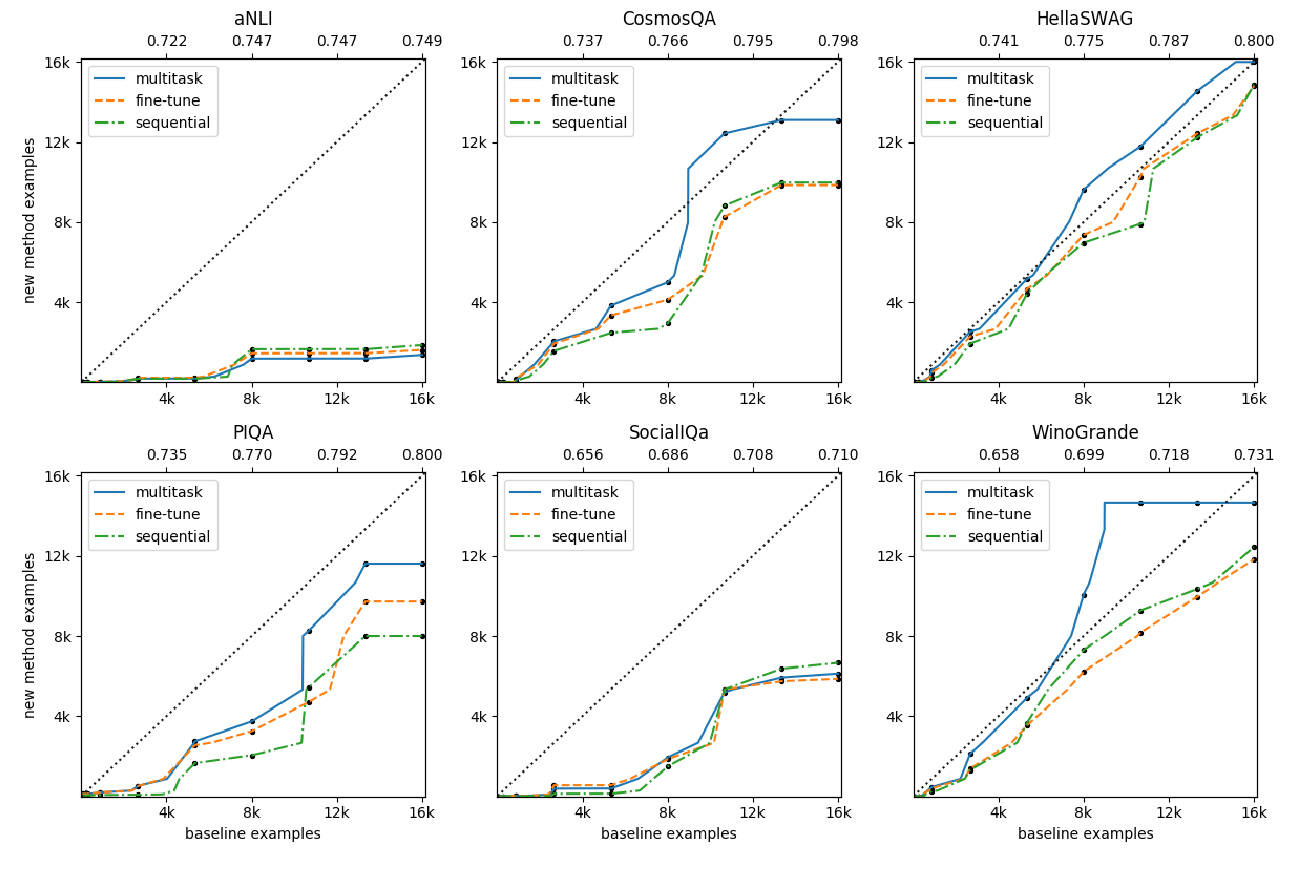 aNLI
0.722 0.747 0.747 0.749
16k
12k
8k
4k
new method examples
multitask
fine-tune
sequential
4k 8k 12k 16k
CosmosQA
0.737 0.766 0.795 0.798
16k
12k
8k
4k
multitask
fine-tune
sequential
4k 8k 12k 16k
HellaSWAG
0.741 0.775 0.787 0.800
16k
12k
8k
4k
multitask
fine-tune
sequential
4k 8k 12k 16k
PIQA
0.735 0.770 0.792 0.800
16k
12k
8k
4k
new method examples
multitask
fine-tune
sequential
4k 8k 12k 16k
baseline examples
SocialIQa
0.656 0.686 0.708 0.710
16k
12k
8k
4k
multitask
fine-tune
sequential
4k 8k 12k 16k
baseline examples
WinoGrande
0.658 0.699 0.718 0.731
16k
12k
8k
4k
multitask
fine-tune
sequential
4k 8k 12k 16k
baseline examples